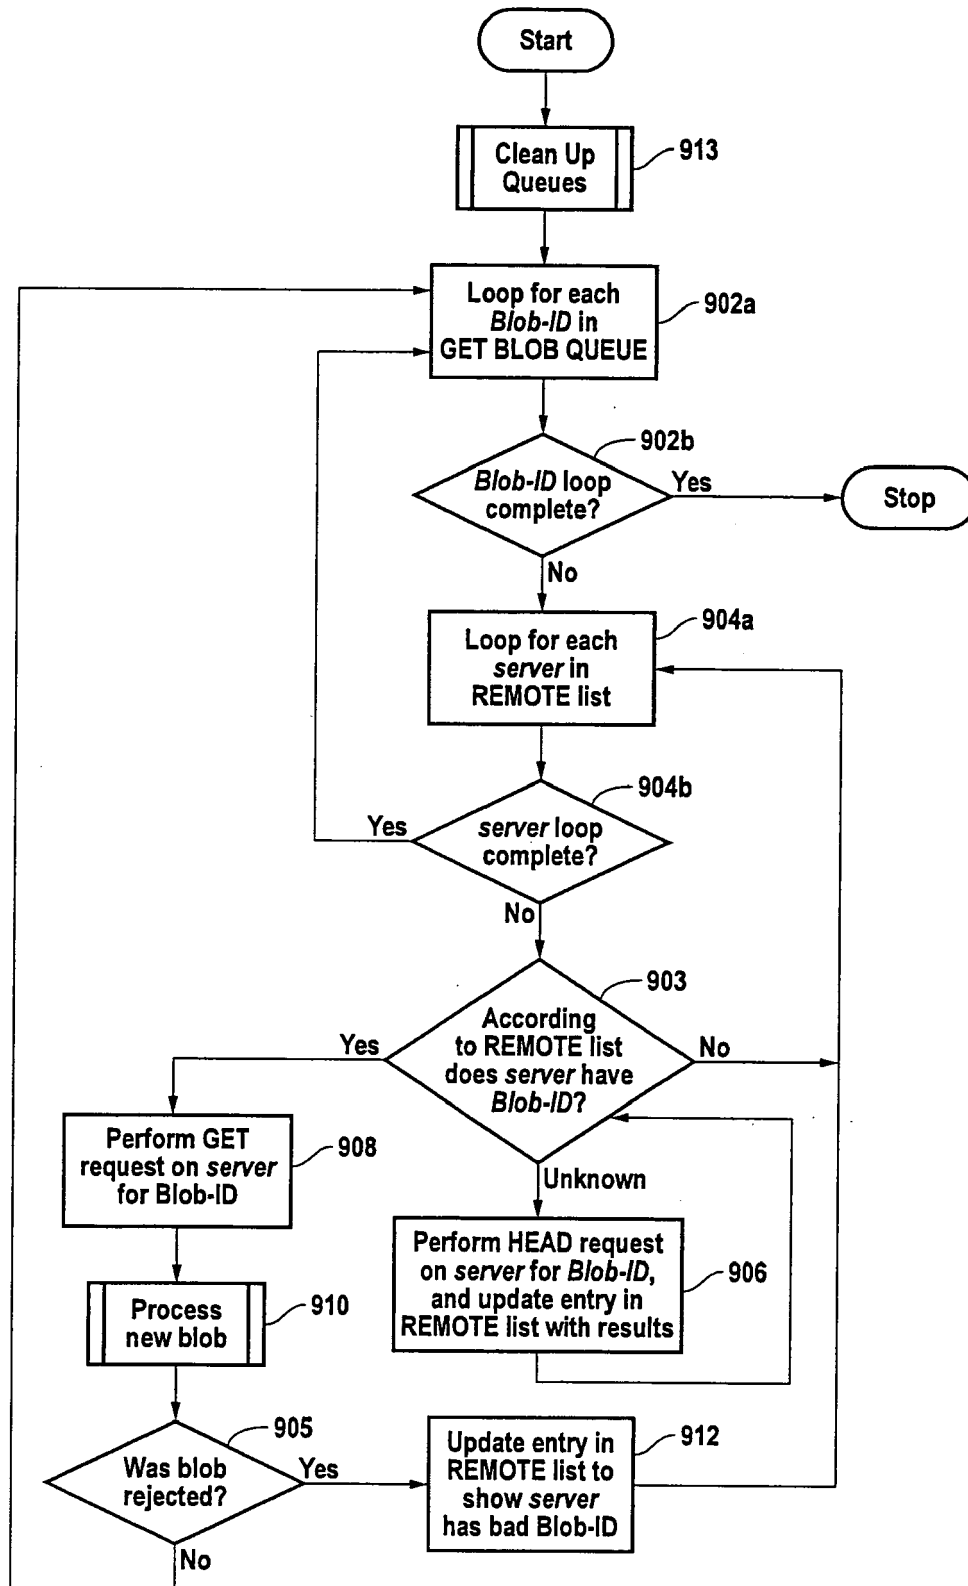 Start
Clean Up
Queues
913
Loop for each
Blob-ID in
GET BLOB QUEUE
902a
902b
Blob-ID loop
complete?
Yes
Stop
No
904a
Loop for each
server in
REMOTE list
904b
Yes
server loop
complete?
No
903
According
to REMOTE list
does server have
Blob-ID?
Yes
No
Perform GET
request on server
for Blob-ID
908
Unknown
Perform HEAD request
on server for Blob-ID,
and update entry in
REMOTE list with results
906
Process
new blob
910
905
Was blob
rejected?
Yes
Update entry in
REMOTE list to
show server
has bad Blob-ID
912
No